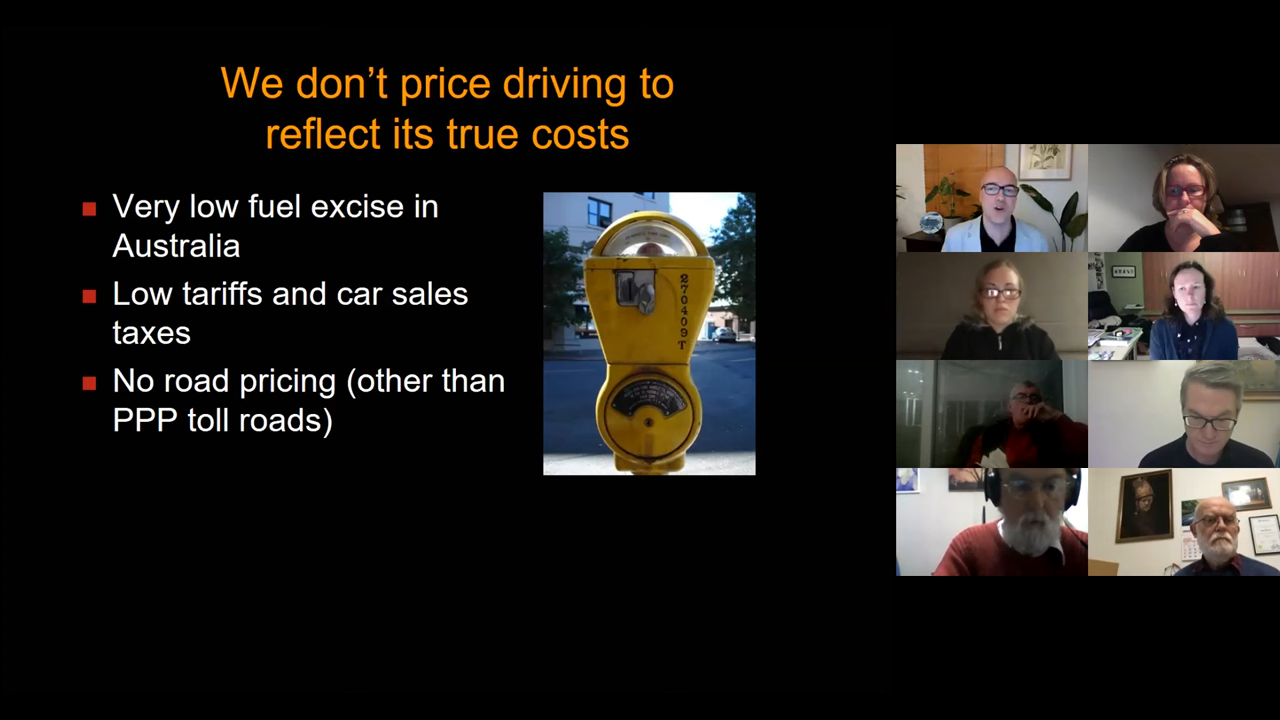 We don’t price driving to
reflect its true costs
Very low fuel excise in
Australia
Low tariffs and car sales
taxes
No road pricing (other than
PPP toll roads)
270409T